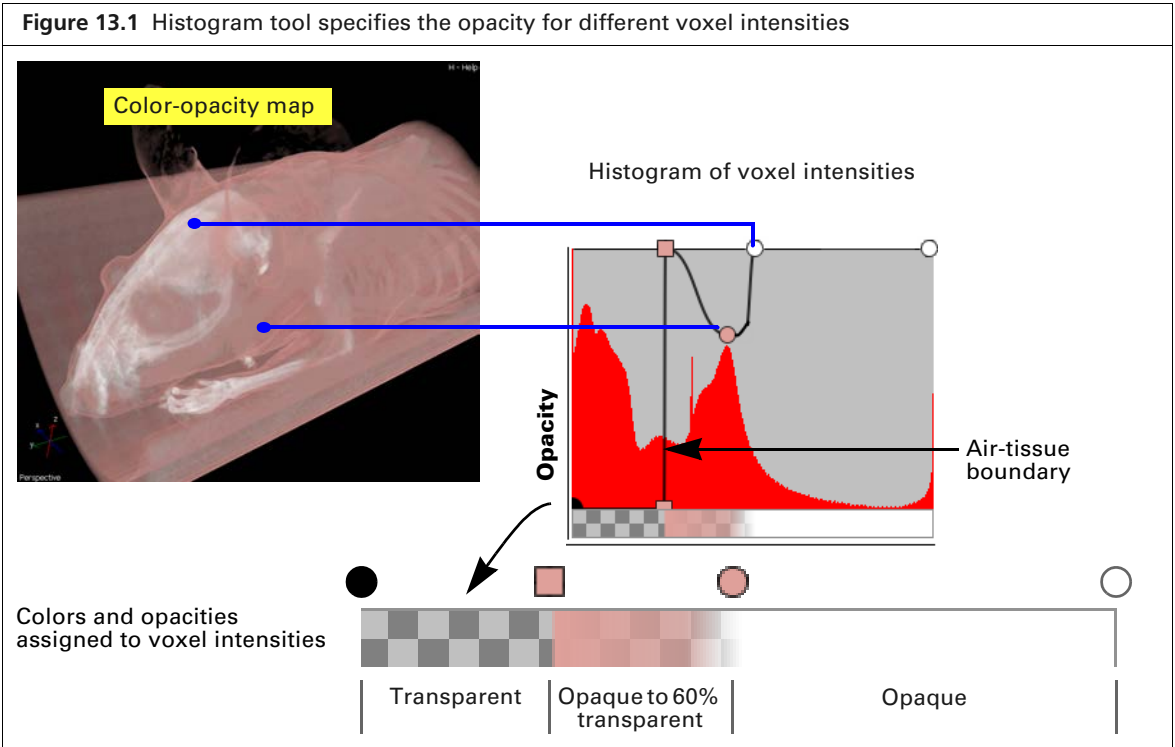 Figure 13.1 Histogram tool specifies the opacity for different voxel intensities
H - Help
Color-opacity map
Histogram of voxel intensities
Opacity
Air-tissue
boundary
x
z
y
Perspective
Colors and opacities
assigned to voxel intensities
Transparent
Opaque to 60%
transparent
Opaque